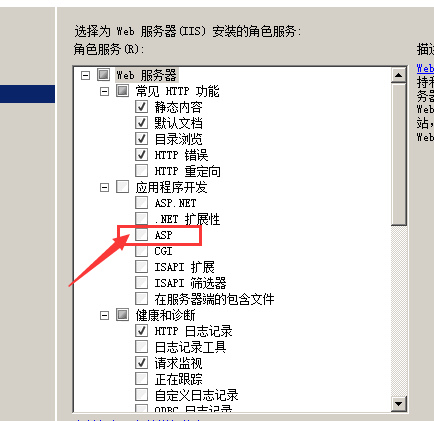 选择为 Web 服务器(IIS) 安装的角色服务:
角色服务(R):
描述
Web 服务器
常见 HTTP 功能
静态内容
默认文档
目录浏览
HTTP 错误
HTTP 重定向
应用程序开发
ASP.NET
.NET 扩展性
ASP
CGI
ISAPI 扩展
ISAPI 筛选器
在服务器端的包含文件
健康和诊断
HTTP 日志记录
日志记录工具
请求监视
正在跟踪
自定义日志记录
ODBC 日志记录
Web
持和
务器
Web
站，
Web